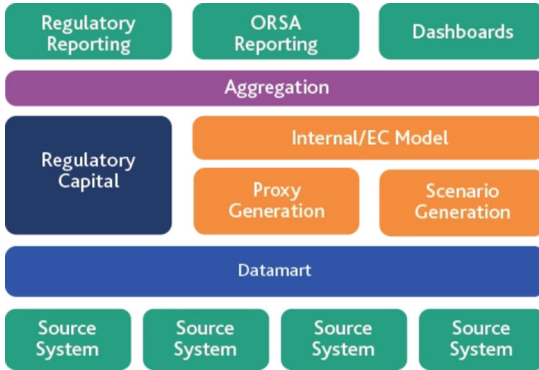 Regulatory
Reporting
ORSA
Reporting
Dashboards
Aggregation
Regulatory
Capital
Internal/EC Model
Proxy
Generation
Scenario
Generation
Datamart
Source
System
Source
System
Source
System
Source
System